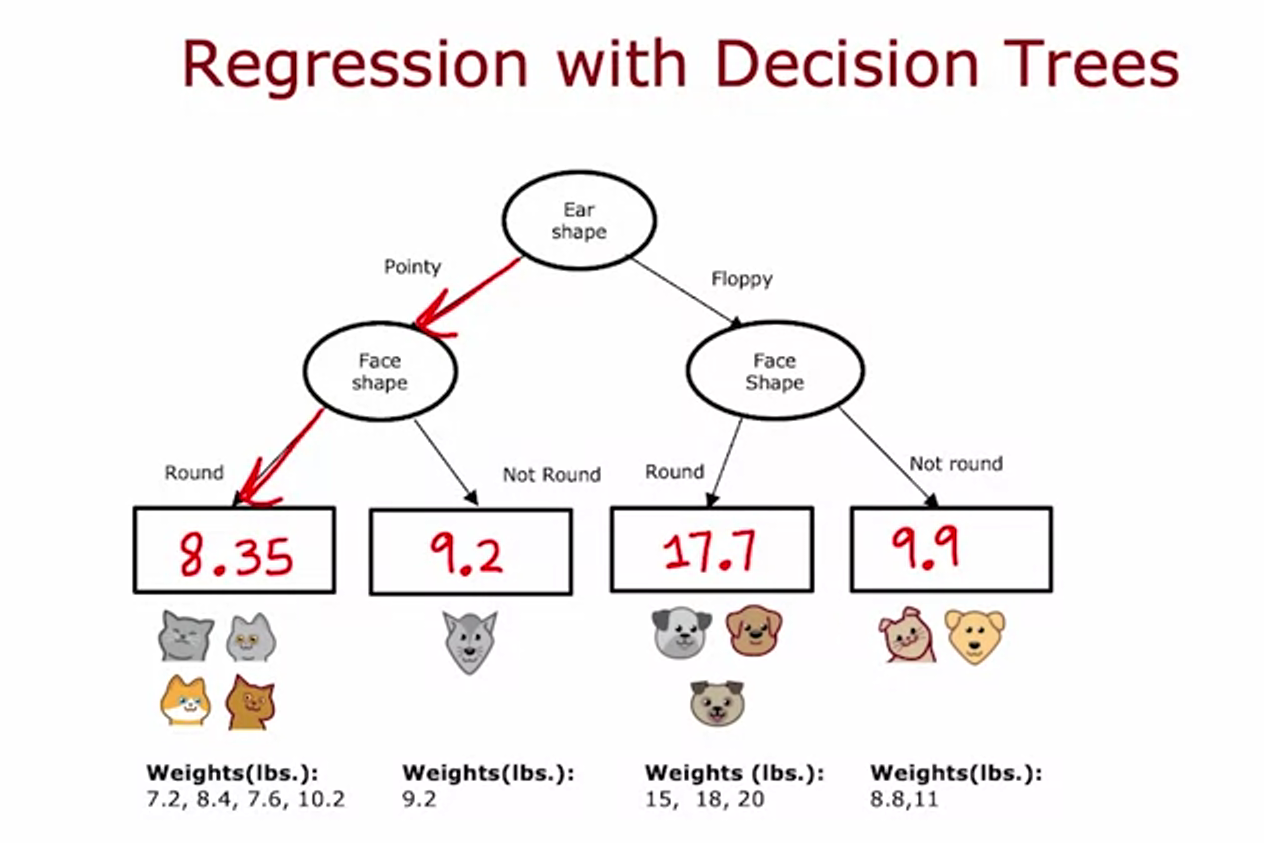 Regression with Decision Trees
Ear
shape
Pointy
Floppy
Face
shape
Face
Shape
Round
Not Round
Round
Not round
8.35
9.2
17.7
9.9
Weights(lbs.):
7.2, 8.4, 7.6, 10.2
Weights(lbs.):
9.2
Weights (lbs.):
15, 18, 20
Weights(lbs.):
8.8,11